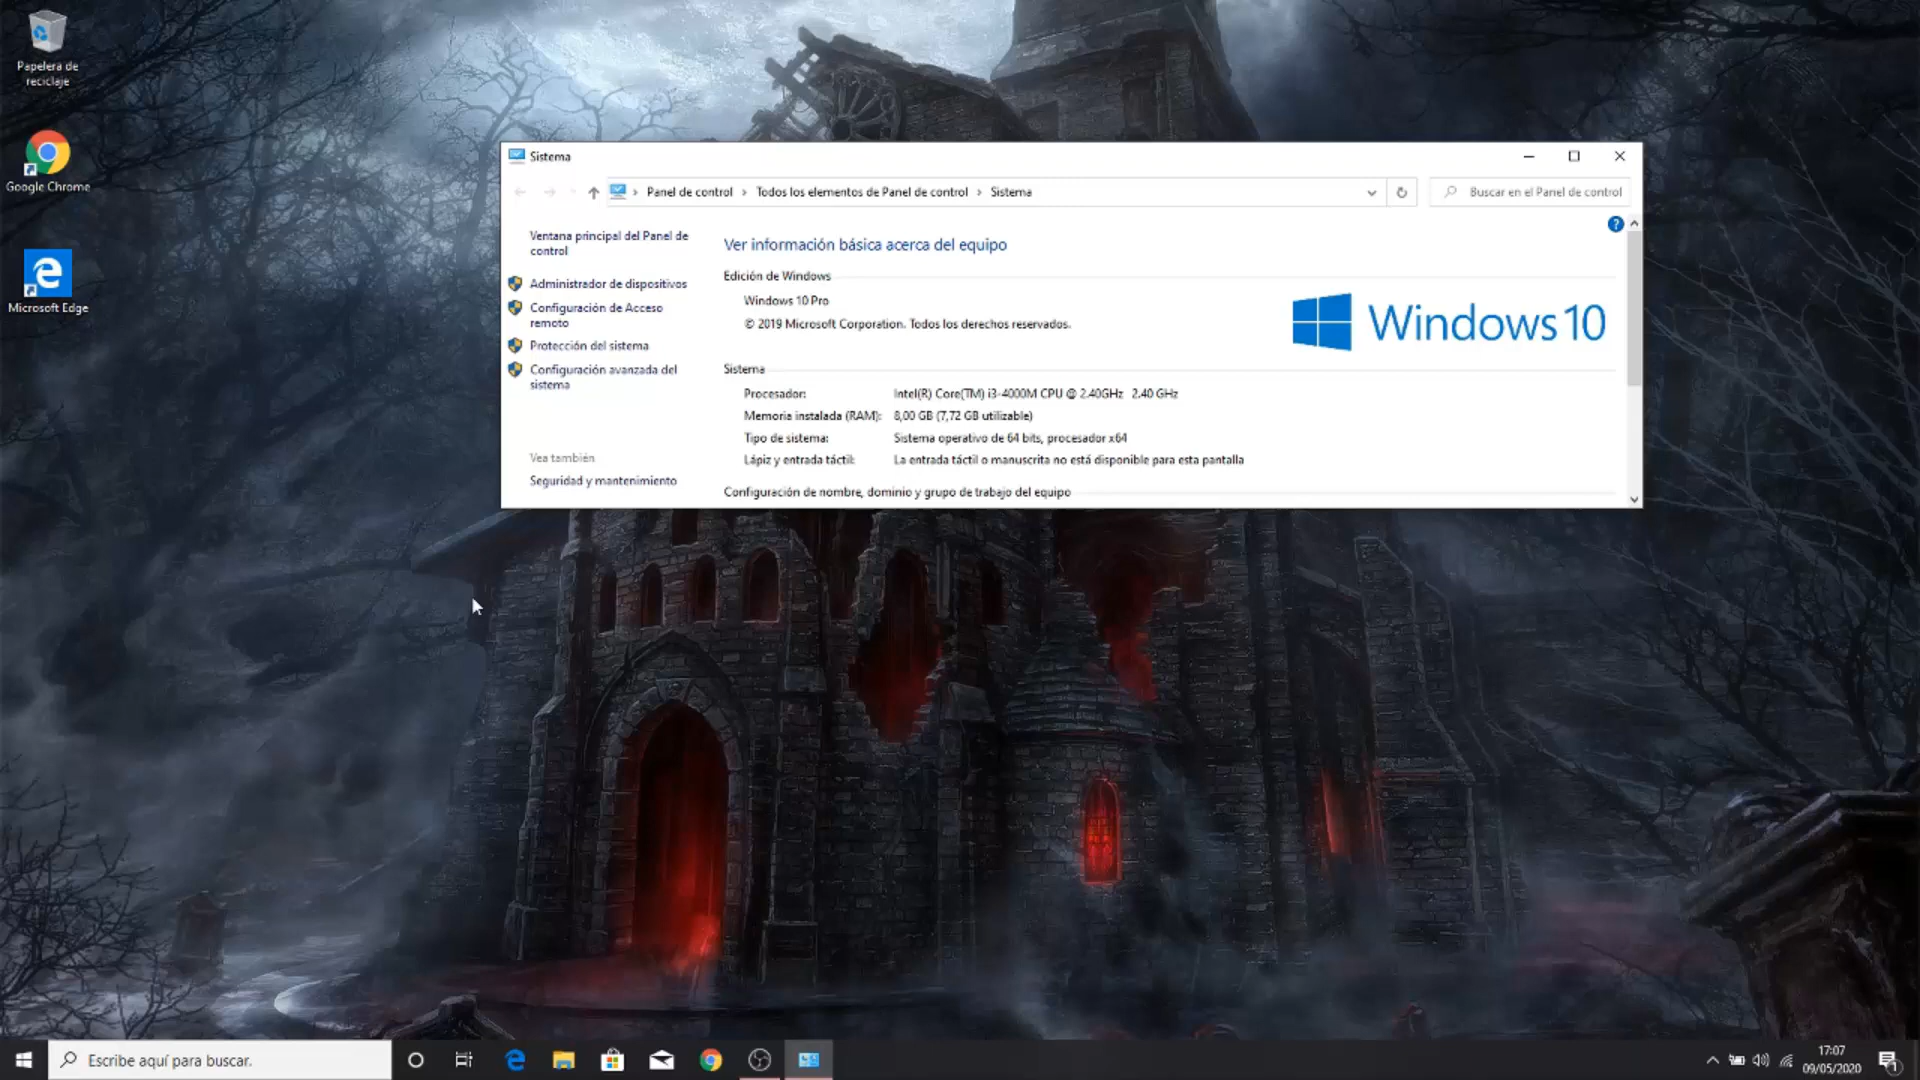 Papelera de
reciclaje
Google Chrome
Microsoft Edge
Sistema
Panel de control › Todos los elementos de Panel de control › Sistema
Buscar en el Panel de control
Ventana principal del Panel de
control
Administrador de dispositivos
Configuración de Acceso
remoto
Protección del sistema
Configuración avanzada del
sistema
Vea también
Seguridad y mantenimiento
Ver información básica acerca del equipo
Edición de Windows
Windows 10 Pro
© 2019 Microsoft Corporation. Todos los derechos reservados.
Windows 10
Sistema
Procesador: Intel(R) Core(TM) i3-4000M CPU @ 2.40GHz 2.40 GHz
Memoria instalada (RAM): 8,00 GB (7,72 GB utilizable)
Tipo de sistema: Sistema operativo de 64 bits, procesador x64
Lápiz y entrada táctil: La entrada táctil o manuscrita no está disponible para esta pantalla
Configuración de nombre, dominio y grupo de trabajo del equipo
Escribe aquí para buscar.
17:07
09/05/2020
1